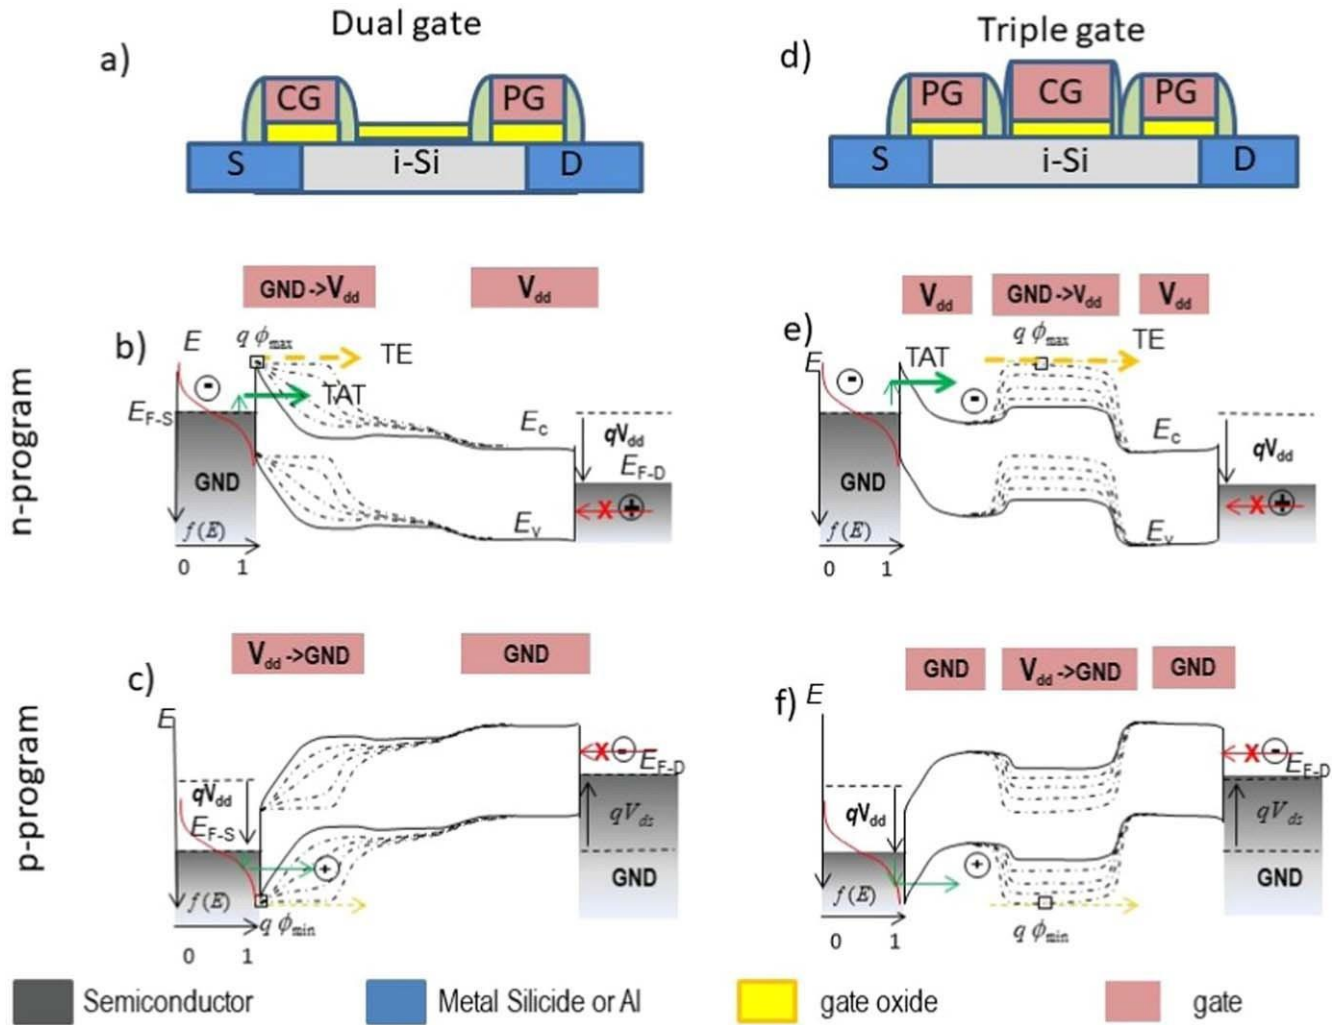 Dual gate
Triple gate
a)
CG
PG
S
i-Si
D
d)
PG
CG
PG
S
i-Si
D
n-program
GND->Vdd
Vdd
b)
E
q ϕmax
TE
TAT
-
EF-S
GND
Ec
qVdd
EF-D
x +
Ev
f(E)
0 1
Vdd
GND->Vdd
Vdd
e)
E
q ϕmax
TE
TAT
-
-
GND
Ec
qVdd
x +
Ev
f(E)
0 1
p-program
Vdd->GND
GND
c)
E
x -
EF-D
qVdd
EF-S
qVds
+
GND
f(E)
q ϕmin
0 1
GND
Vdd->GND
GND
f)
E
x -
EF-D
qVdd
qVds
+
GND
f(E)
q ϕmin
0 1
Semiconductor
Metal Silicide or Al
gate oxide
gate